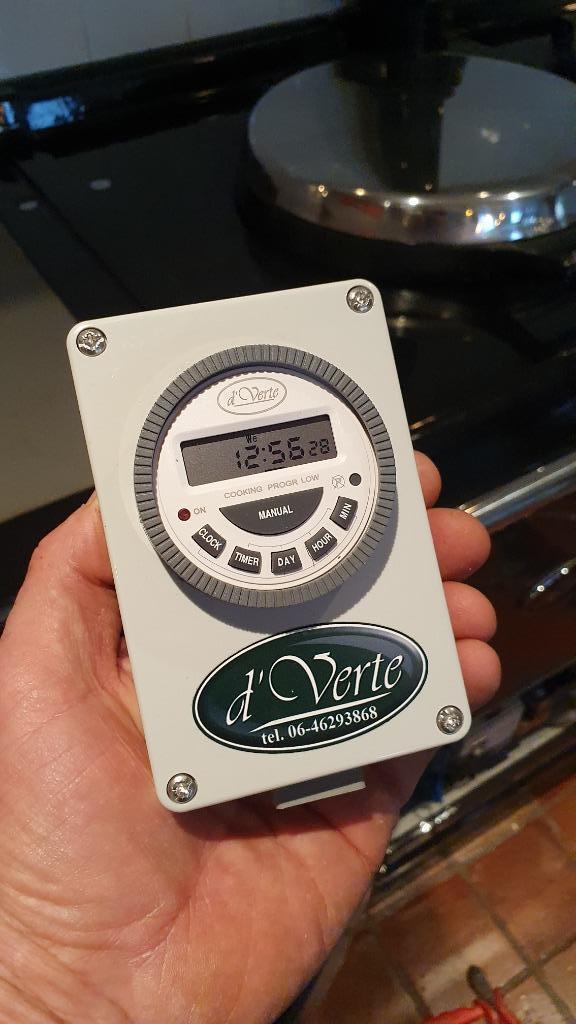 d'Verte
We
12:56 28
COOKING PROGR LOW
R
ON
MANUAL
CLOCK TIMER DAY HOUR MIN
d'Verte
tel. 06-46293868